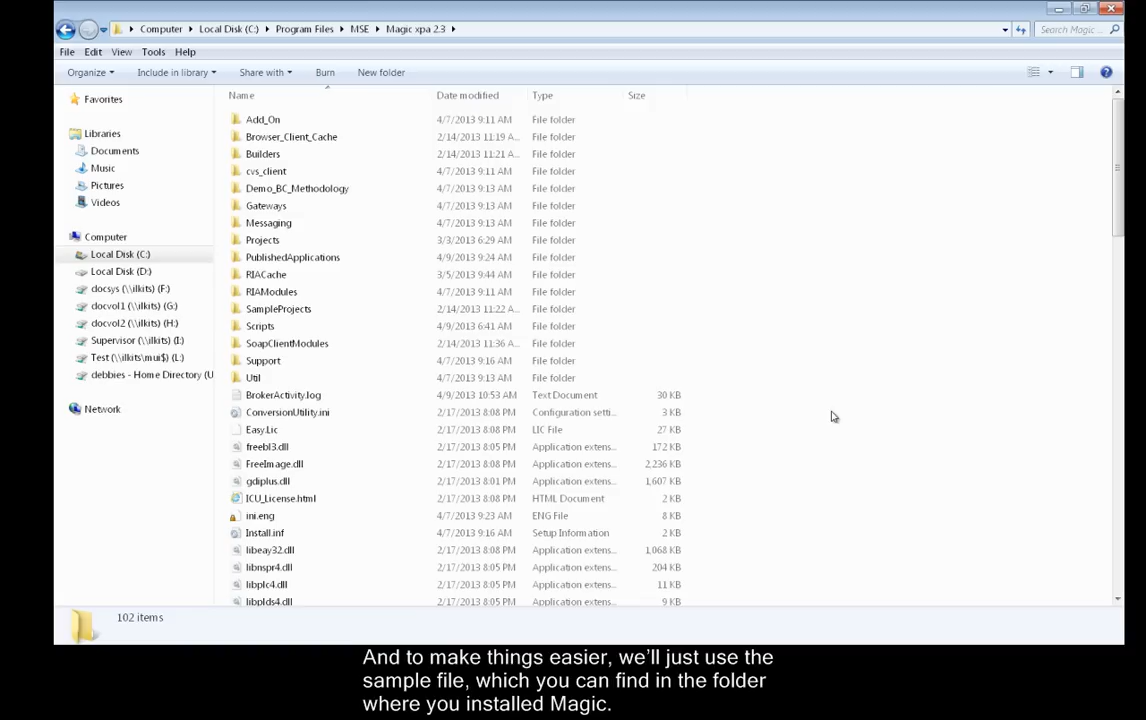 Computer Local Disk (C:) Program Files MSE Magic xpa 2.3 Search Magic ...
File Edit View Tools Help
Organize Include in library Share with Burn New folder
Name Date modified Type Size
Favorites
Libraries
Documents
Music
Pictures
Videos
Computer
Local Disk (C:)
Local Disk (D:)
docsys (\\ilkits) (F:)
docvol1 (\\ilkits) (G:)
docvol2 (\\ilkits) (H:)
Supervisor (\\ilkits) (I:)
Test (\\ilkits\mui$) (L:)
debbies - Home Directory (U
Network
Add_On 4/7/2013 9:11 AM File folder
Browser_Client_Cache 2/14/2013 11:19 A... File folder
Builders 2/14/2013 11:21 A... File folder
cvs_client 4/7/2013 9:11 AM File folder
Demo_BC_Methodology 4/7/2013 9:13 AM File folder
Gateways 4/7/2013 9:13 AM File folder
Messaging 4/7/2013 9:13 AM File folder
Projects 3/3/2013 6:29 AM File folder
PublishedApplications 4/9/2013 9:24 AM File folder
RIACache 3/5/2013 9:44 AM File folder
RIAModules 4/7/2013 9:11 AM File folder
SampleProjects 2/14/2013 11:22 A... File folder
Scripts 4/9/2013 6:41 AM File folder
SoapClientModules 2/14/2013 11:36 A... File folder
Support 4/7/2013 9:16 AM File folder
Util 4/7/2013 9:13 AM File folder
BrokerActivity.log 4/9/2013 10:53 AM Text Document 30 KB
ConversionUtility.ini 2/17/2013 8:08 PM Configuration setti... 3 KB
Easy.Lic 2/17/2013 8:08 PM LIC File 27 KB
freebl3.dll 2/17/2013 8:05 PM Application extens... 172 KB
FreeImage.dll 2/17/2013 8:08 PM Application extens... 2,236 KB
gdiplus.dll 2/17/2013 8:01 PM Application extens... 1,607 KB
ICU_License.html 2/17/2013 8:08 PM HTML Document 2 KB
ini.eng 4/7/2013 9:23 AM ENG File 8 KB
Install.inf 4/7/2013 9:16 AM Setup Information 2 KB
libeay32.dll 2/17/2013 8:08 PM Application extens... 1,068 KB
libnspr4.dll 2/17/2013 8:05 PM Application extens... 204 KB
libplc4.dll 2/17/2013 8:05 PM Application extens... 11 KB
libplds4.dll 2/17/2013 8:05 PM Application extens... 9 KB
102 items
And to make things easier, we'll just use the
sample file, which you can find in the folder
where you installed Magic.